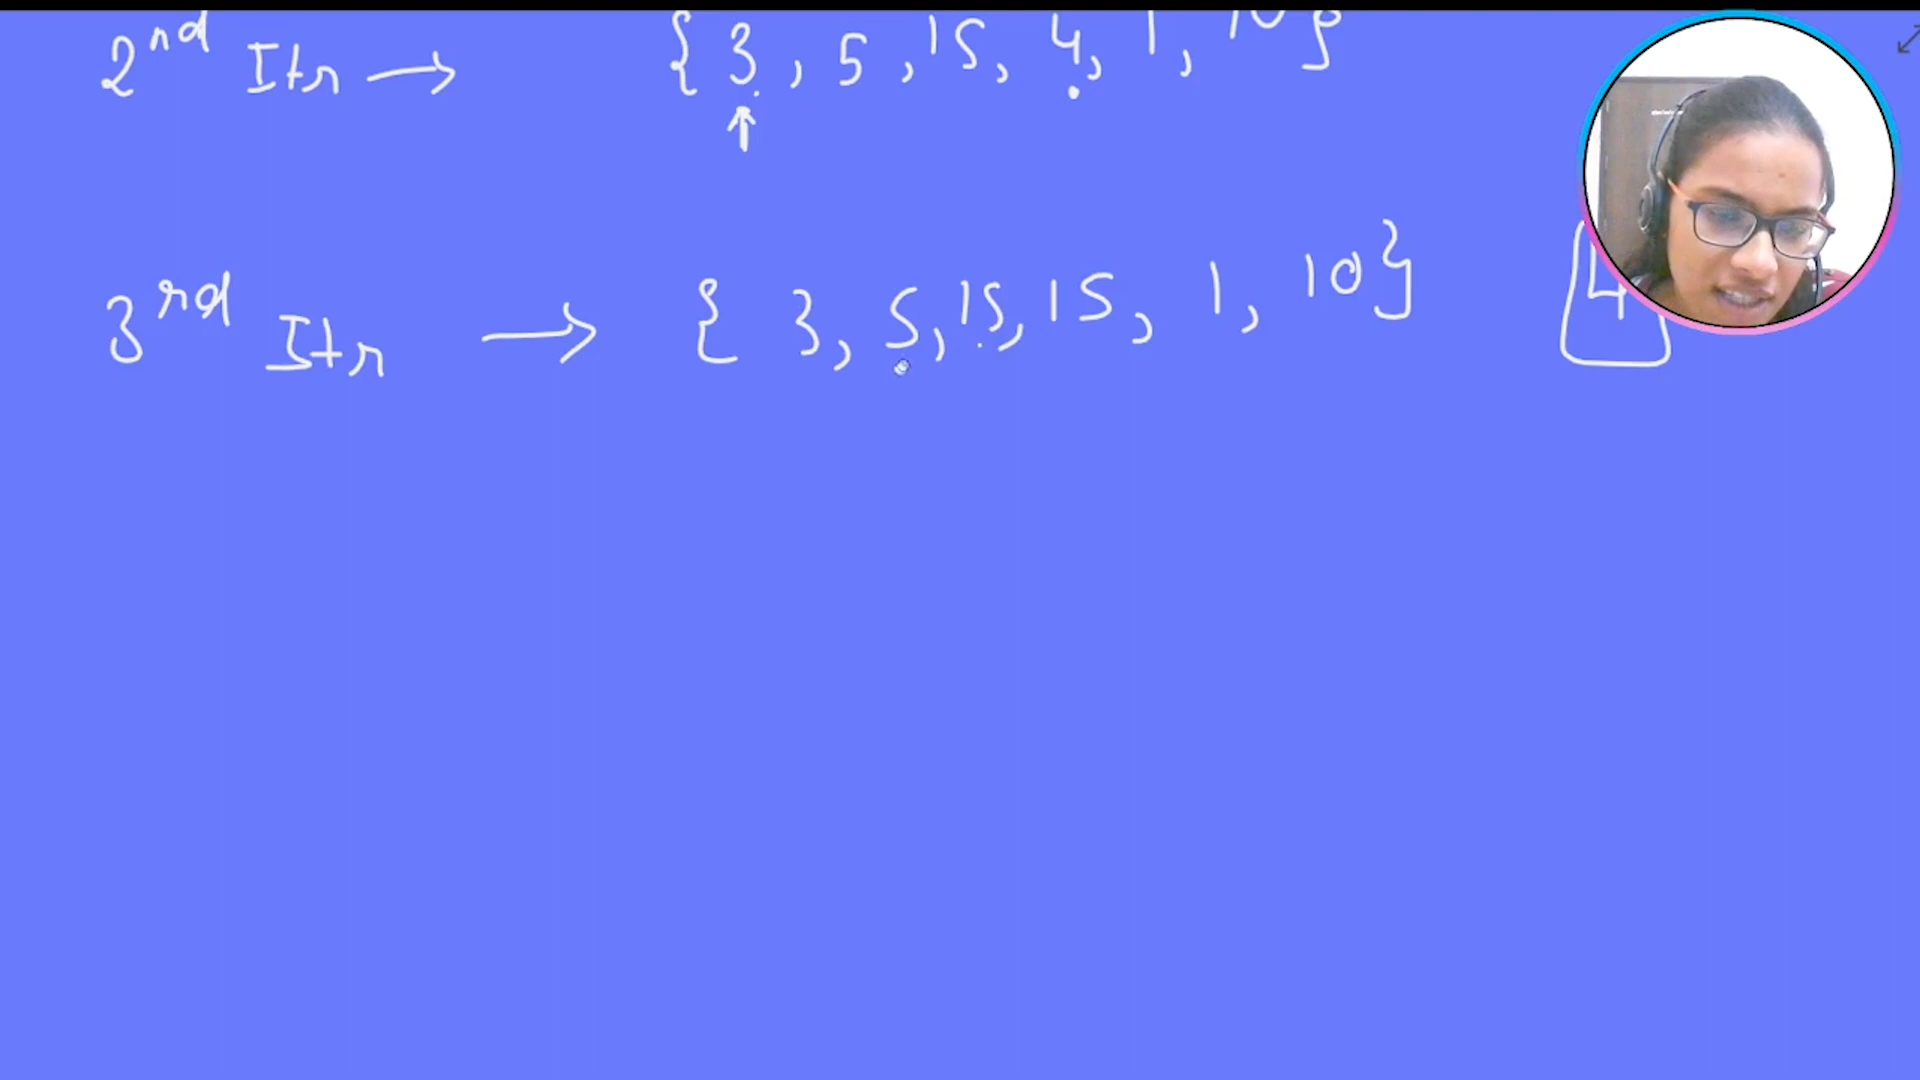 2nd Itr → {3, 5, 15, 4, 1, 10}
↑
3rd Itr → { 3, 5, 15, 15, 1, 10} 4